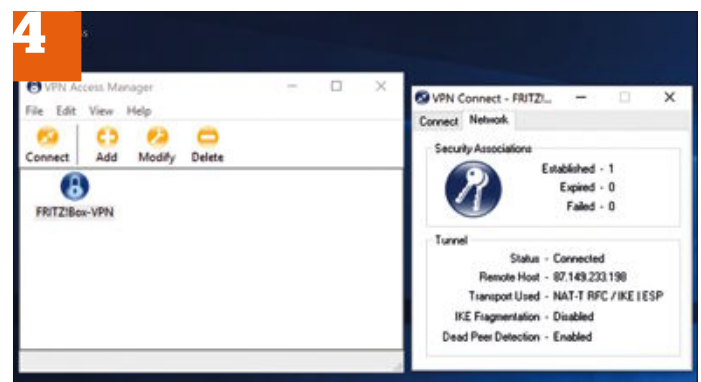 4
VPN Access Manager
File Edit View Help
Connect Add Modify Delete
FRITZ!Box-VPN
VPN Connect - FRITZ!...
Connect Network
Security Associations
Established - 1
Expired - 0
Failed - 0
Tunnel
Status - Connected
Remote Host - 87.149.233.198
Transport Used - NAT-T RFC / IKE | ESP
IKE Fragmentation - Disabled
Dead Peer Detection - Enabled